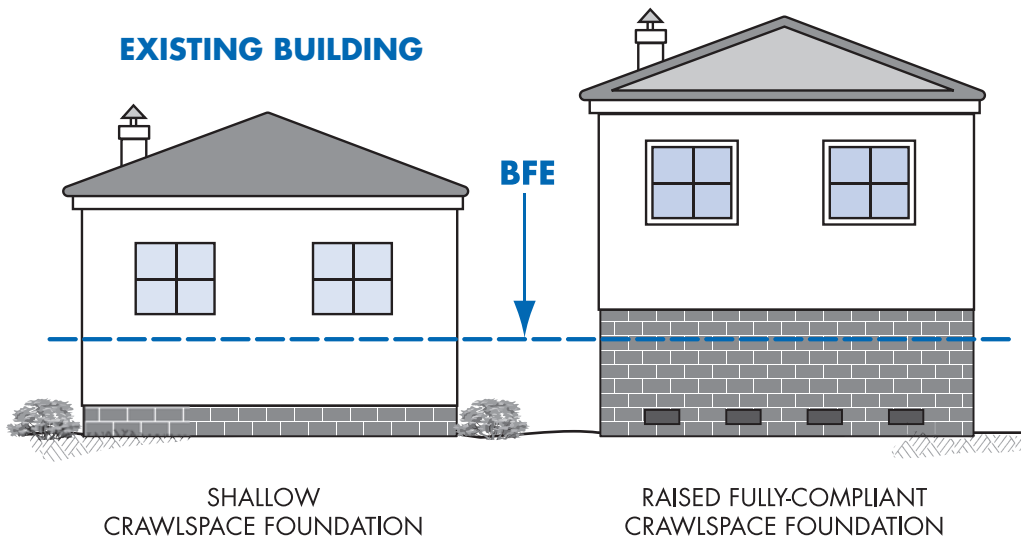 EXISTING BUILDING
BFE
SHALLOW
CRAWLSPACE FOUNDATION
RAISED FULLY-COMPLIANT
CRAWLSPACE FOUNDATION